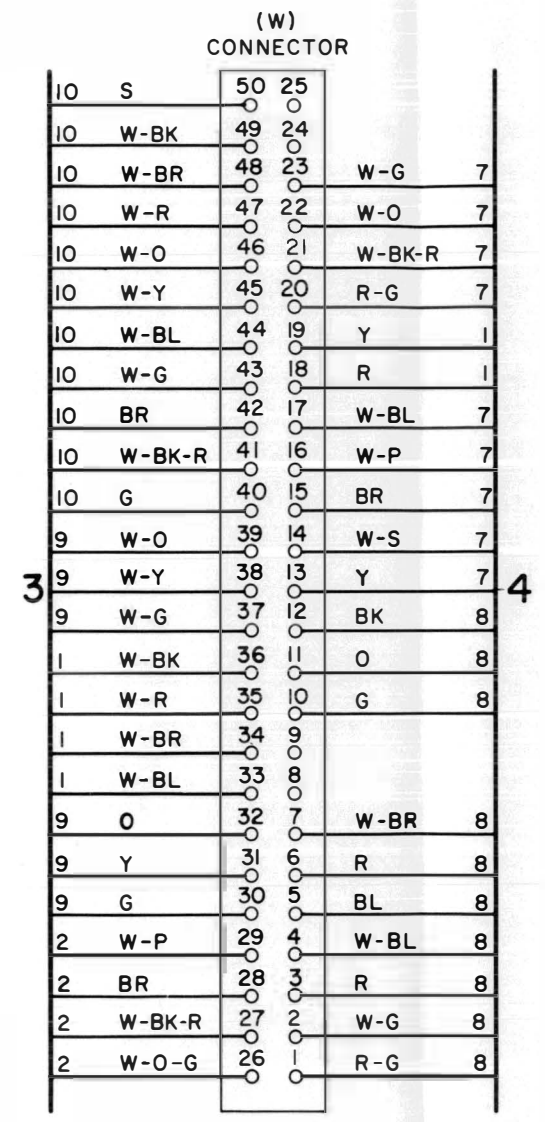 (W)
CONNECTOR
10 S 50 25
10 W-BK 49 24
10 W-BR 48 23 W-G 7
10 W-R 47 22 W-O 7
10 W-O 46 21 W-BK-R 7
10 W-Y 45 20 R-G 7
10 W-BL 44 19 Y 1
10 W-G 43 18 R 1
10 BR 42 17 W-BL 7
10 W-BK-R 41 16 W-P 7
10 G 40 15 BR 7
9 W-O 39 14 W-S 7
3 9 W-Y 38 13 Y 7 4
9 W-G 37 12 BK 8
1 W-BK 36 11 O 8
1 W-R 35 10 G 8
1 W-BR 34 9
1 W-BL 33 8
9 O 32 7 W-BR 8
9 Y 31 6 R 8
9 G 30 5 BL 8
2 W-P 29 4 W-BL 8
2 BR 28 3 R 8
2 W-BK-R 27 2 W-G 8
2 W-O-G 26 1 R-G 8